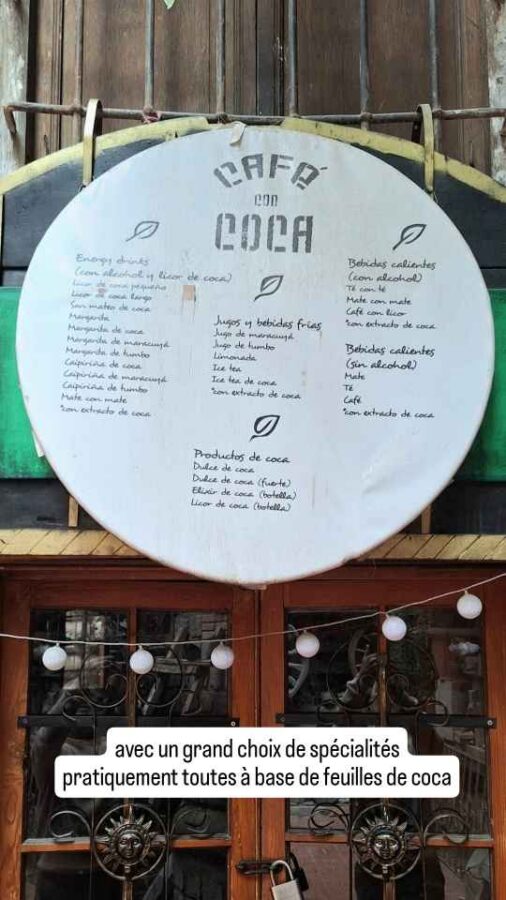 CAFÉ
CON
COCA
Energy drinks
(con alcohol y licor de coca)
Licor de coca pequeño
Licor de coca largo
San mateo de coca
Margarita
Margarita de coca
Margarita de maracuyá
Margarita de tumbo
Caipiriña de coca
Caipiriña de maracuyá
Caipiriña de tumbo
Mate con mate
*con extracto de coca
Jugos y bebidas frias
Jugo de maracuyá
Jugo de tumbo
Limonada
Ice tea
Ice tea de coca
*con extracto de coca
Bebidas calientes
(con alcohol)
Té con té
Mate con mate
Café con licor
*con extracto de coca
Bebidas calientes
(sin alcohol)
Mate
Té
Café
*con extracto de coca
Productos de coca
Dulce de coca
Dulce de coca (fuerte)
Elixir de coca (botella)
Licor de coca (botella)
avec un grand choix de spécialités
pratiquement toutes à base de feuilles de coca